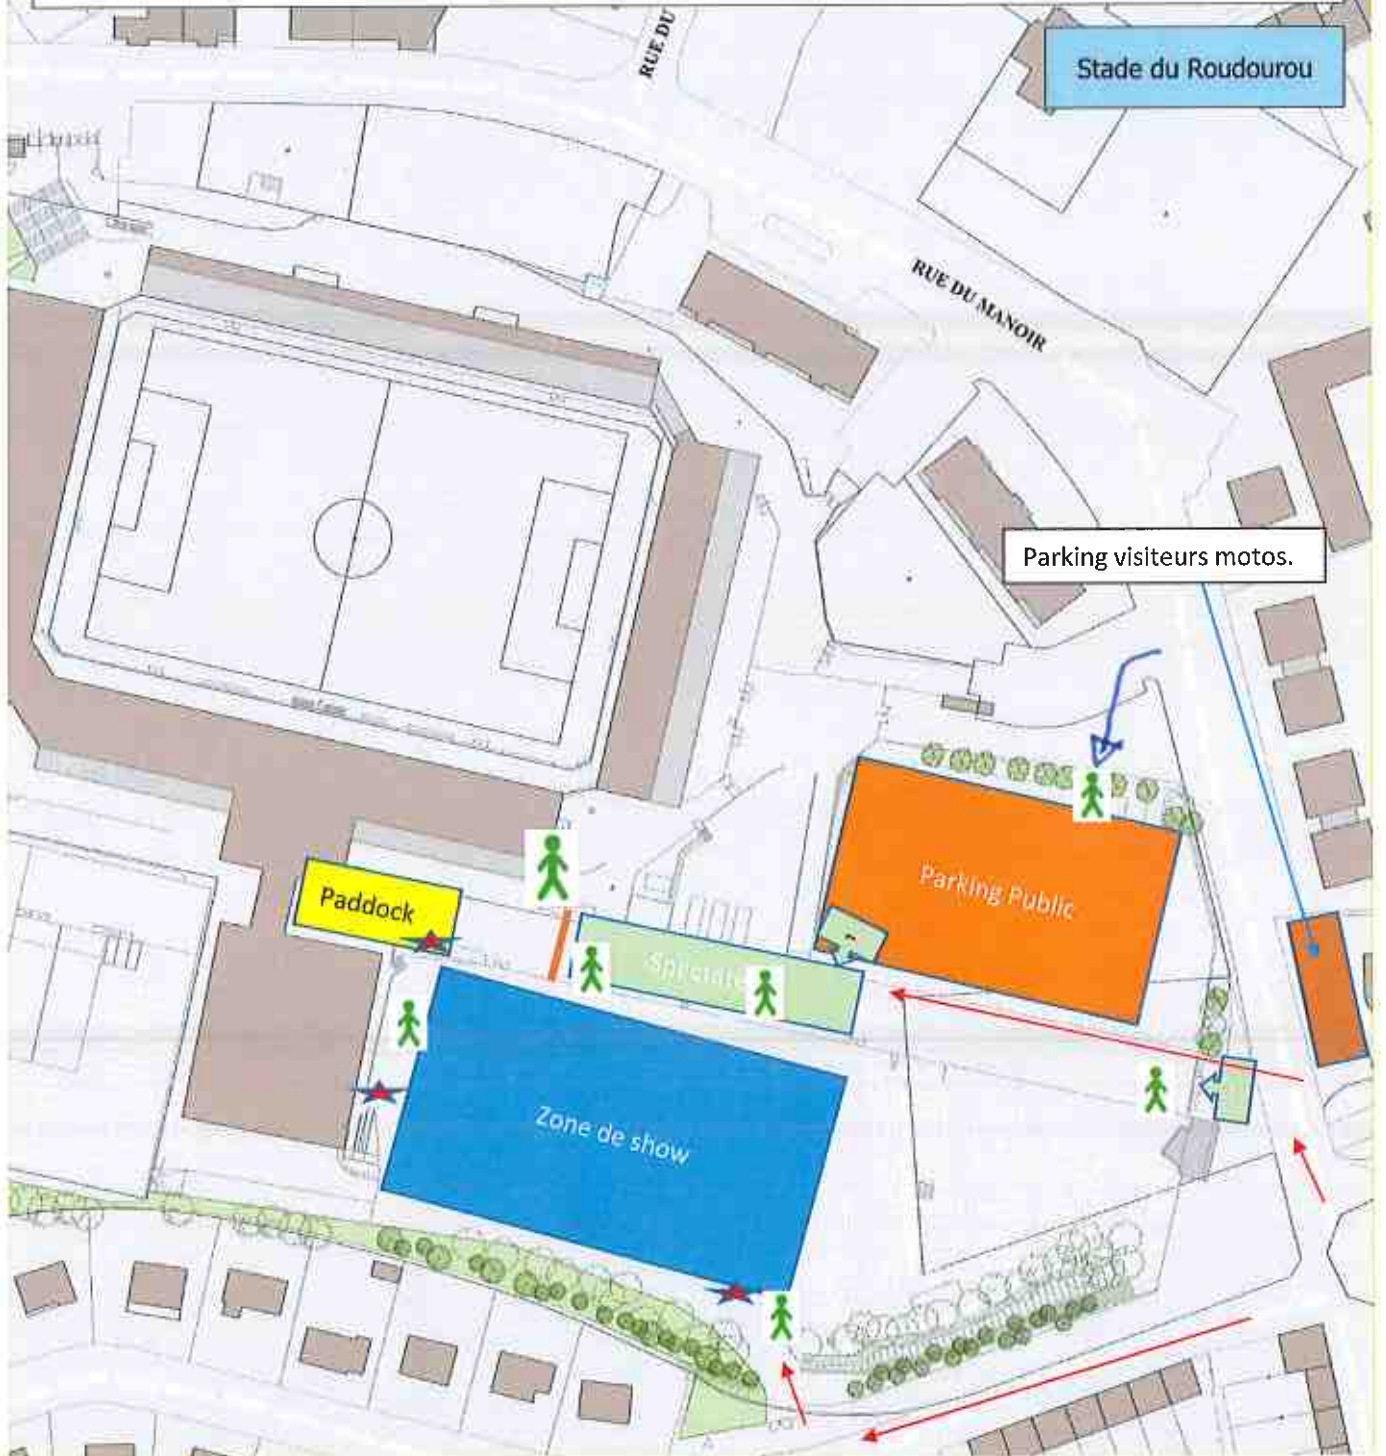 RUE DU
Stade du Roudourou
RUE DU MANOIR
Parking visiteurs motos.
Parking Public
Paddock
Zone de show